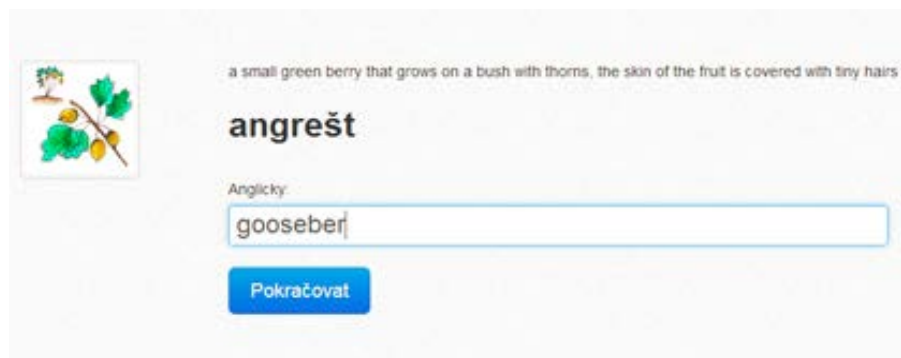 a small green berry that grows on a bush with thorns, the skin of the fruit is covered with tiny hairs
angrešt
Anglicky:
gooseber
Pokračovat